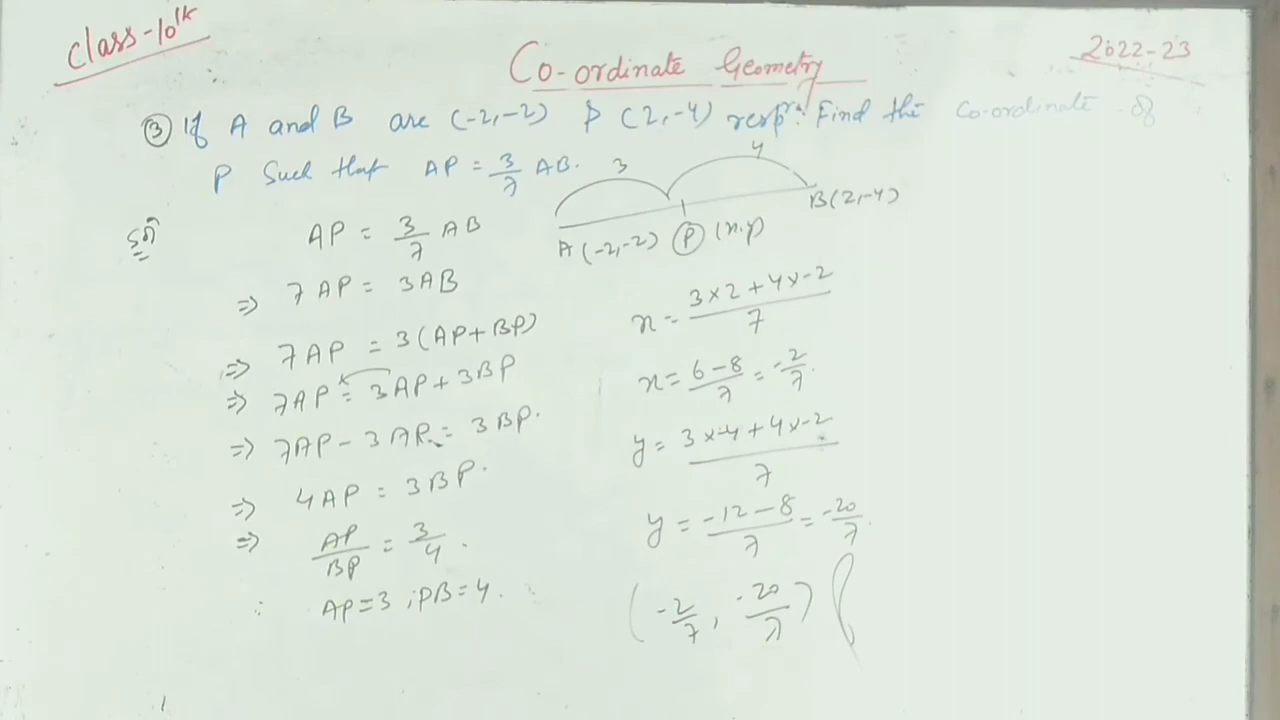 Class-10th
Co-ordinate Geometry
2022-23
③ If A and B are (-2,-2) & (2,-4) resp. Find the Co-ordinate of
P Such that AP = 3/7 AB.
3
4
A (-2,-2) P (x,y)
B(2,-4)
AP = 3/7 AB
⇒ 7AP = 3AB
⇒ 7AP = 3(AP+BP)
⇒ 7AP = 3AP+3BP
⇒ 7AP - 3AP = 3BP.
⇒ 4AP = 3BP.
⇒ AP/BP = 3/4.
∴ AP=3 ; PB=4.
x = (3×2+4×-2)/7
x = (6-8)/7 = -2/7.
y = (3×-4+4×-2)/7
y = (-12-8)/7 = -20/7.
(-2/7, -20/7)